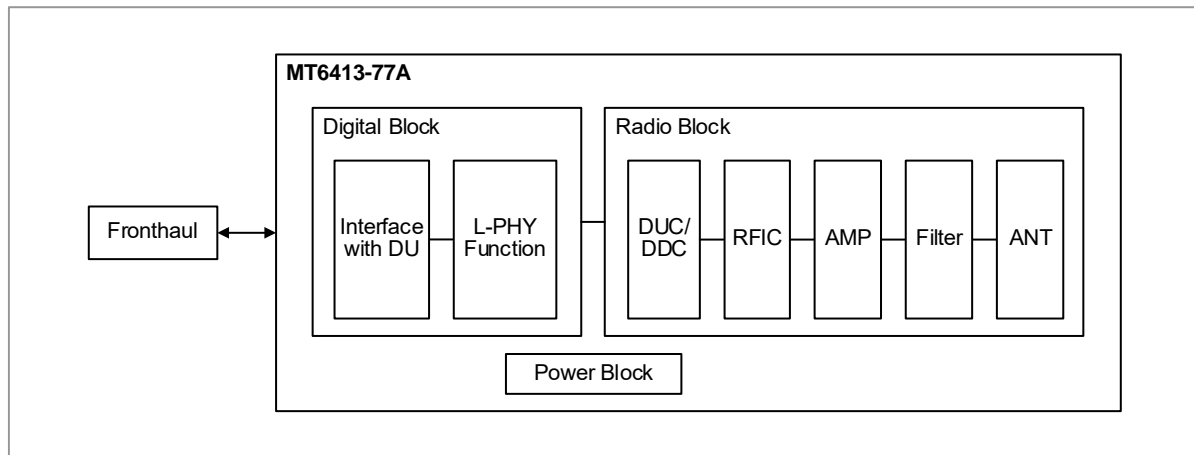 MT6413-77A
Digital Block
Radio Block
Fronthaul
Interface
with DU
L-PHY
Function
DUC/
DDC
RFIC
AMP
Filter
ANT
Power Block